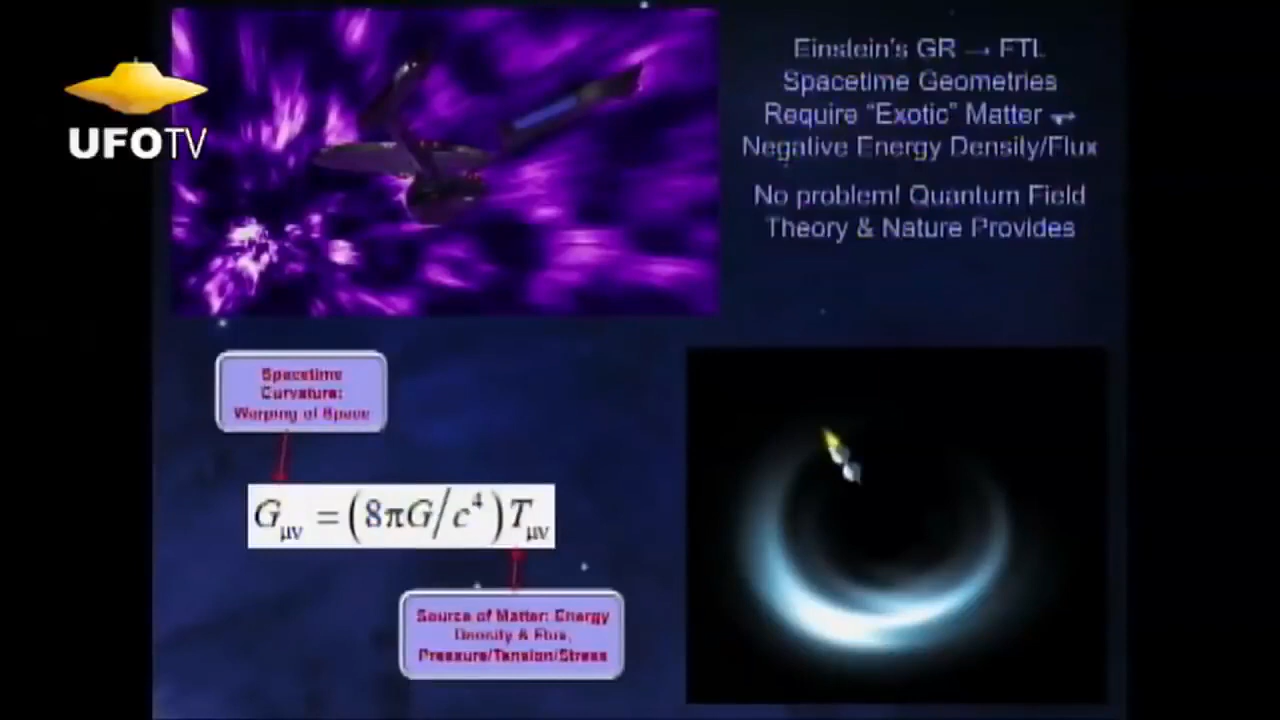 UFOTV
Einstein's GR → FTL
Spacetime Geometries
Require "Exotic" Matter →
Negative Energy Density/Flux
No problem! Quantum Field
Theory & Nature Provides
Spacetime
Curvature:
Warping of Space
G_μν = (8πG/c⁴) T_μν
Source of Matter: Energy
Density & Flux,
Pressure/Tension/Stress